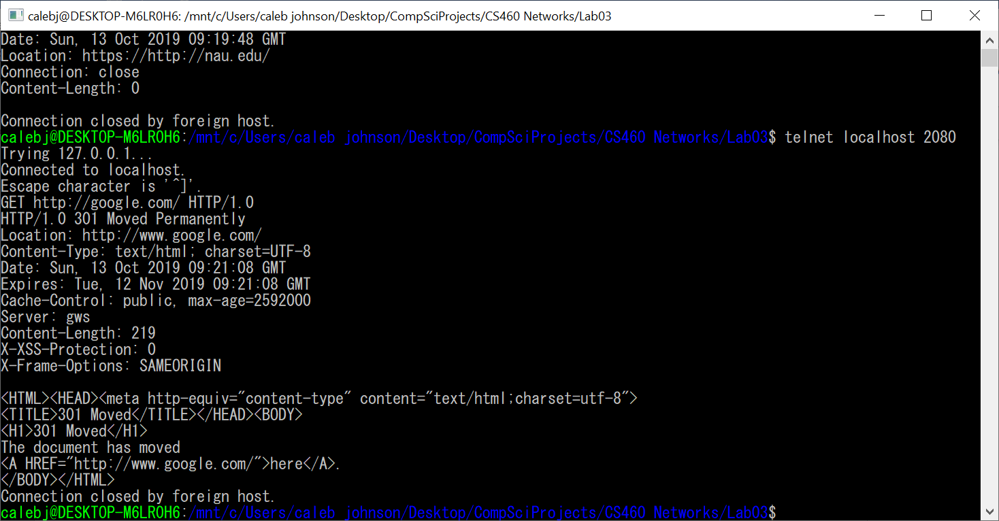 calebj@DESKTOP-M6LR0H6: /mnt/c/Users/caleb johnson/Desktop/CompSciProjects/CS460 Networks/Lab03
Date: Sun, 13 Oct 2019 09:19:48 GMT
Location: https://http://nau.edu/
Connection: close
Content-Length: 0
Connection closed by foreign host.
calebj@DESKTOP-M6LR0H6:/mnt/c/Users/caleb johnson/Desktop/CompSciProjects/CS460 Networks/Lab03$ telnet localhost 2080
Trying 127.0.0.1...
Connected to localhost.
Escape character is '^]'.
GET http://google.com/ HTTP/1.0
HTTP/1.0 301 Moved Permanently
Location: http://www.google.com/
Content-Type: text/html; charset=UTF-8
Date: Sun, 13 Oct 2019 09:21:08 GMT
Expires: Tue, 12 Nov 2019 09:21:08 GMT
Cache-Control: public, max-age=2592000
Server: gws
Content-Length: 219
X-XSS-Protection: 0
X-Frame-Options: SAMEORIGIN
<HTML><HEAD><meta http-equiv="content-type" content="text/html;charset=utf-8">
<TITLE>301 Moved</TITLE></HEAD><BODY>
<H1>301 Moved</H1>
The document has moved
<A HREF="http://www.google.com/">here</A>.
</BODY></HTML>
Connection closed by foreign host.
calebj@DESKTOP-M6LR0H6:/mnt/c/Users/caleb johnson/Desktop/CompSciProjects/CS460 Networks/Lab03$